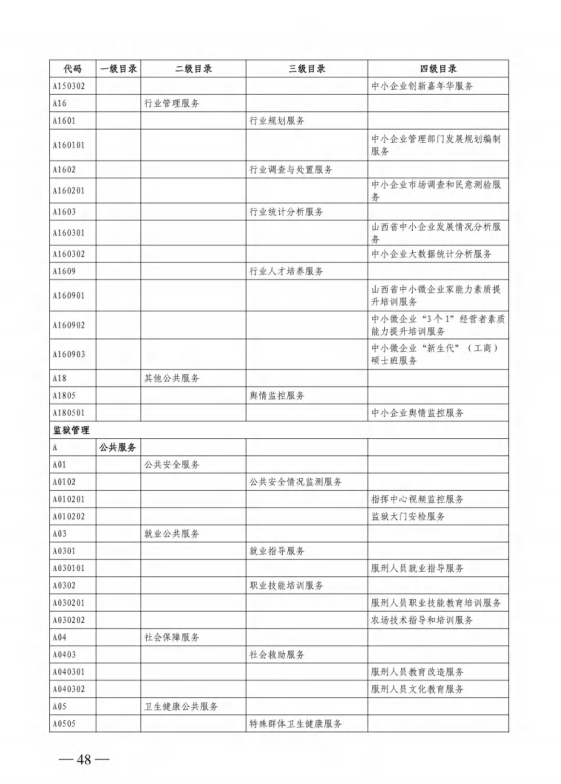 代码 一级目录 二级目录 三级目录 四级目录
A150302 中小企业创新嘉年华服务
A16 行业管理服务
A1601 行业规划服务
A160101 中小企业管理部门发展规划编制
服务
A1602 行业调查与处置服务
A160201 中小企业市场调查和民意测验服
务
A1603 行业统计分析服务
A160301 山西省中小企业发展情况分析服
务
A160302 中小企业大数据统计分析服务
A1609 行业人才培养服务
A160901 山西省中小微企业家能力素质提
升培训服务
A160902 中小微企业“3个1”经营者素质
能力提升培训服务
A160903 中小微企业“新生代”（工商）
硕士班服务
A18 其他公共服务
A1805 舆情监控服务
A180501 中小企业舆情监控服务
监狱管理
A 公共服务
A01 公共安全服务
A0102 公共安全情况监测服务
A010201 指挥中心视频监控服务
A010202 监狱大门安检服务
A03 就业公共服务
A0301 就业指导服务
A030101 服刑人员就业指导服务
A0302 职业技能培训服务
A030201 服刑人员职业技能教育培训服务
A030202 农场技术指导和培训服务
A04 社会保障服务
A0403 社会救助服务
A040301 服刑人员教育改造服务
A040302 服刑人员文化教育服务
A05 卫生健康公共服务
A0505 特殊群体卫生健康服务
— 48 —